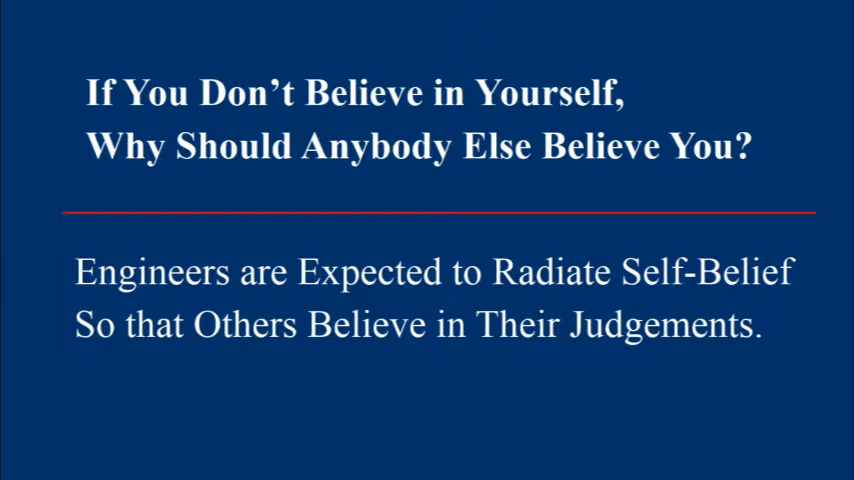 If You Don’t Believe in Yourself,
Why Should Anybody Else Believe You?
Engineers are Expected to Radiate Self-Belief
So that Others Believe in Their Judgements.